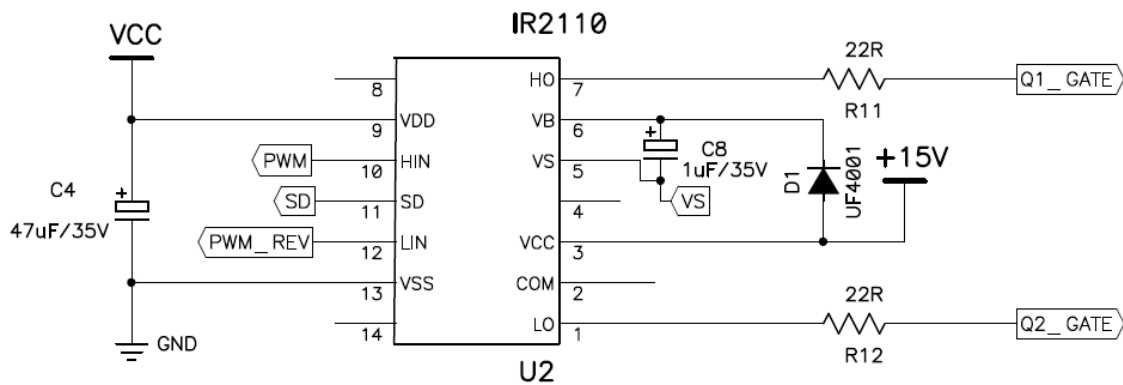 IR2110
VCC
C4
+
47uF/35V
GND
PWM
SD
PWM_REV
8
9
10
11
12
13
14
VDD
HIN
SD
LIN
VSS
HO
VB
VS
VCC
COM
LO
7
6
5
4
3
2
1
U2
22R
R11
Q1_GATE
+
C8
1uF/35V
VS
D1
UF4001
+15V
22R
R12
Q2_GATE